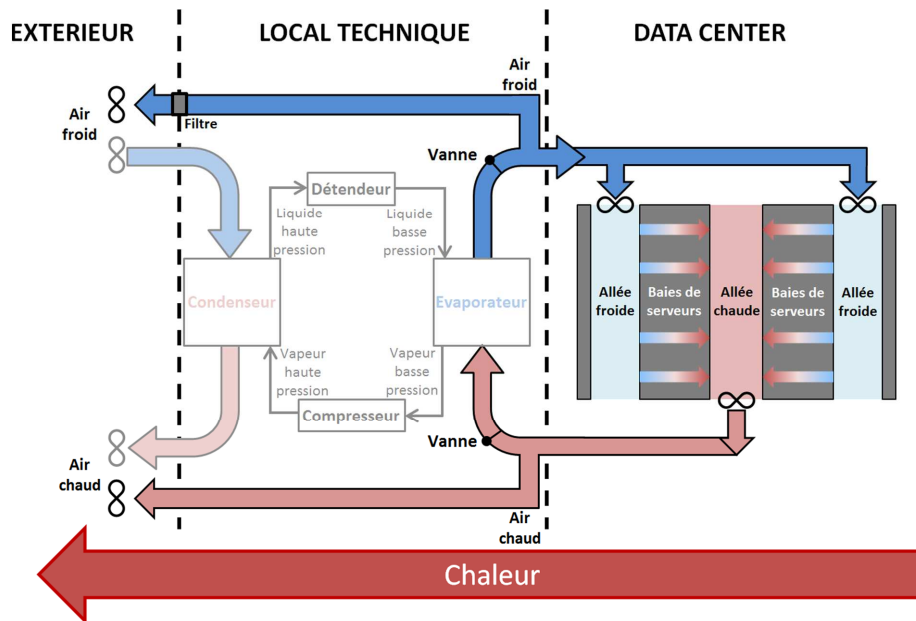 EXTERIEUR
LOCAL TECHNIQUE
DATA CENTER
Air
froid
Air
froid
Filtre
Vanne
Détendeur
Liquide
haute
pression
Liquide
basse
pression
Condenseur
Evaporateur
Allée
froide
Baies de
serveurs
Allée
chaude
Baies de
serveurs
Allée
froide
Vapeur
haute
pression
Vapeur
basse
pression
Compresseur
Vanne
Air
chaud
Air
chaud
Chaleur